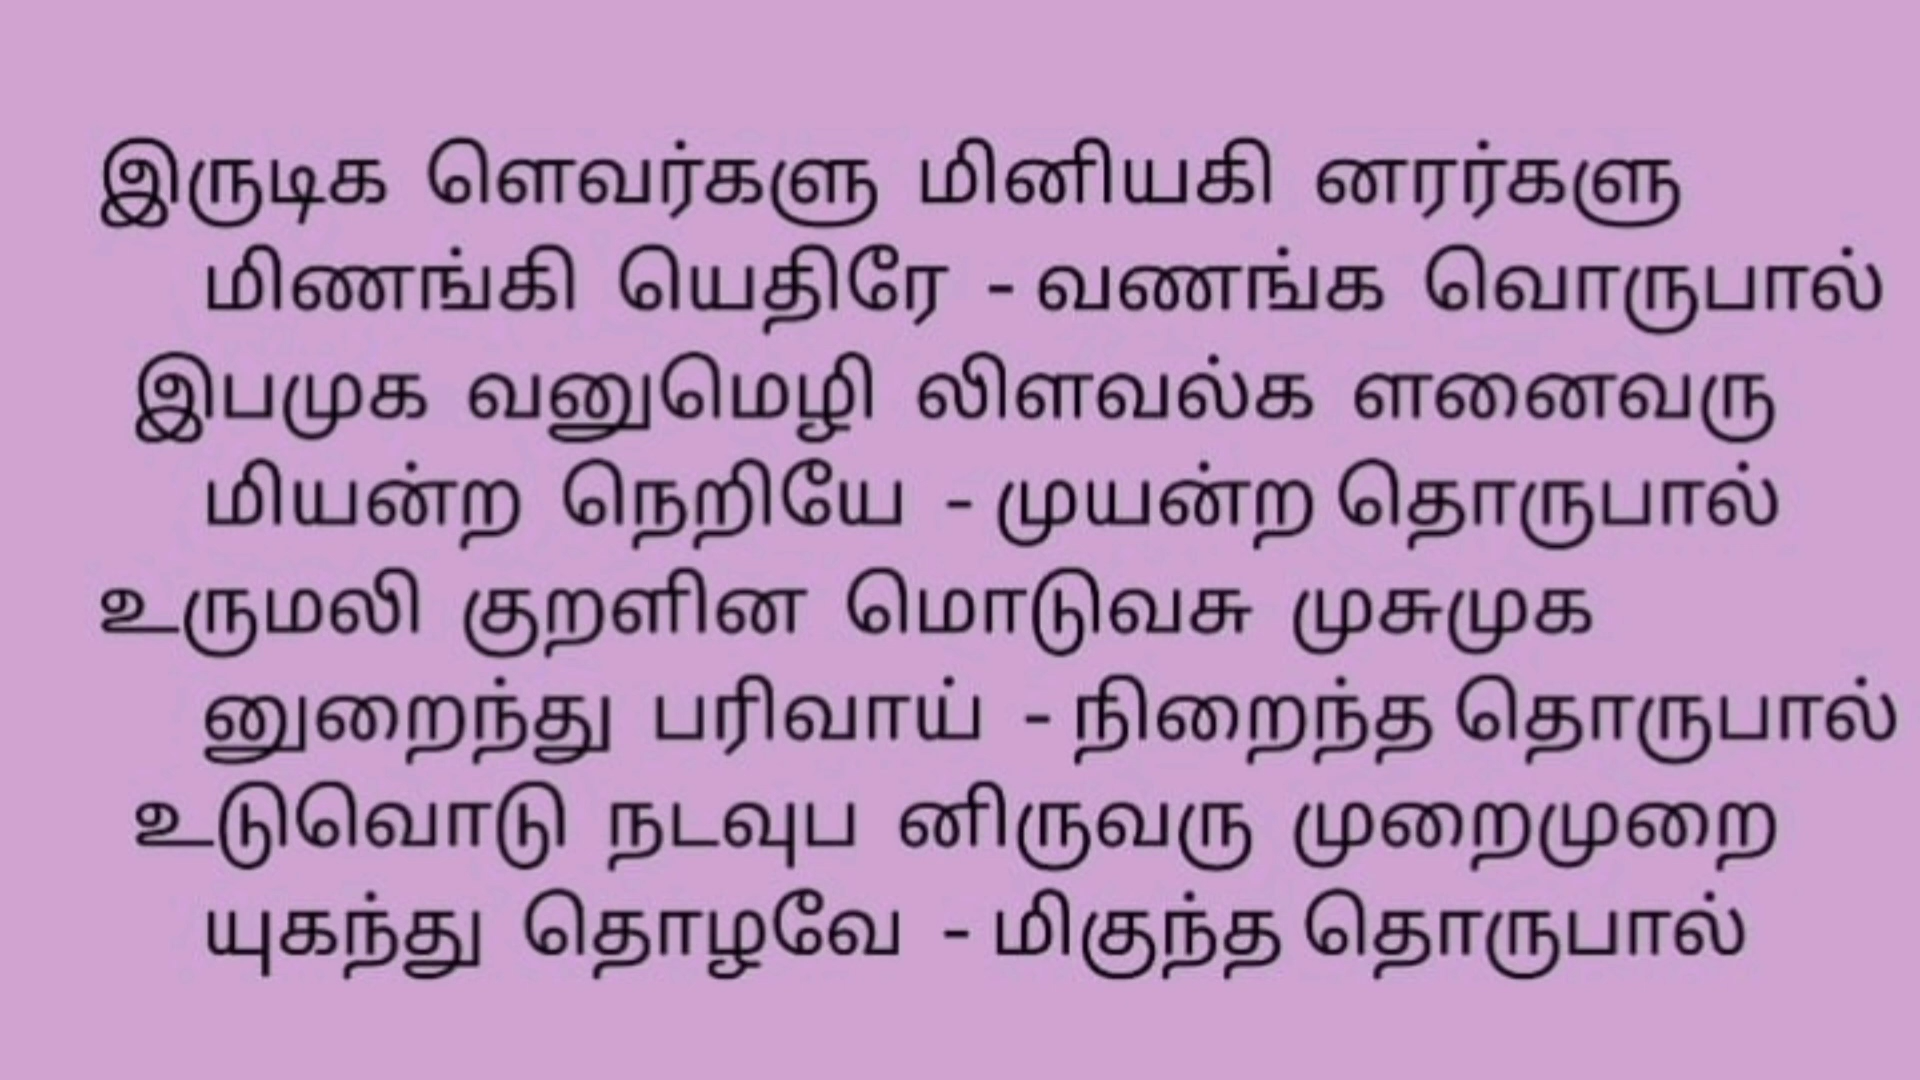 இருடிக ளெவர்களு மினியகி னரர்களு
மிணங்கி யெதிரே - வணங்க வொருபால்
இபமுக வனுமெழி லிளவல்க ளனைவரு
மியன்ற நெறியே - முயன்ற தொருபால்
உருமலி குறளின மொடுவசு முசுமுக
னுறைந்து பரிவாய் - நிறைந்த தொருபால்
உடுவொடு நடவுப னிருவரு முறைமுறை
யுகந்து தொழவே - மிகுந்த தொருபால்